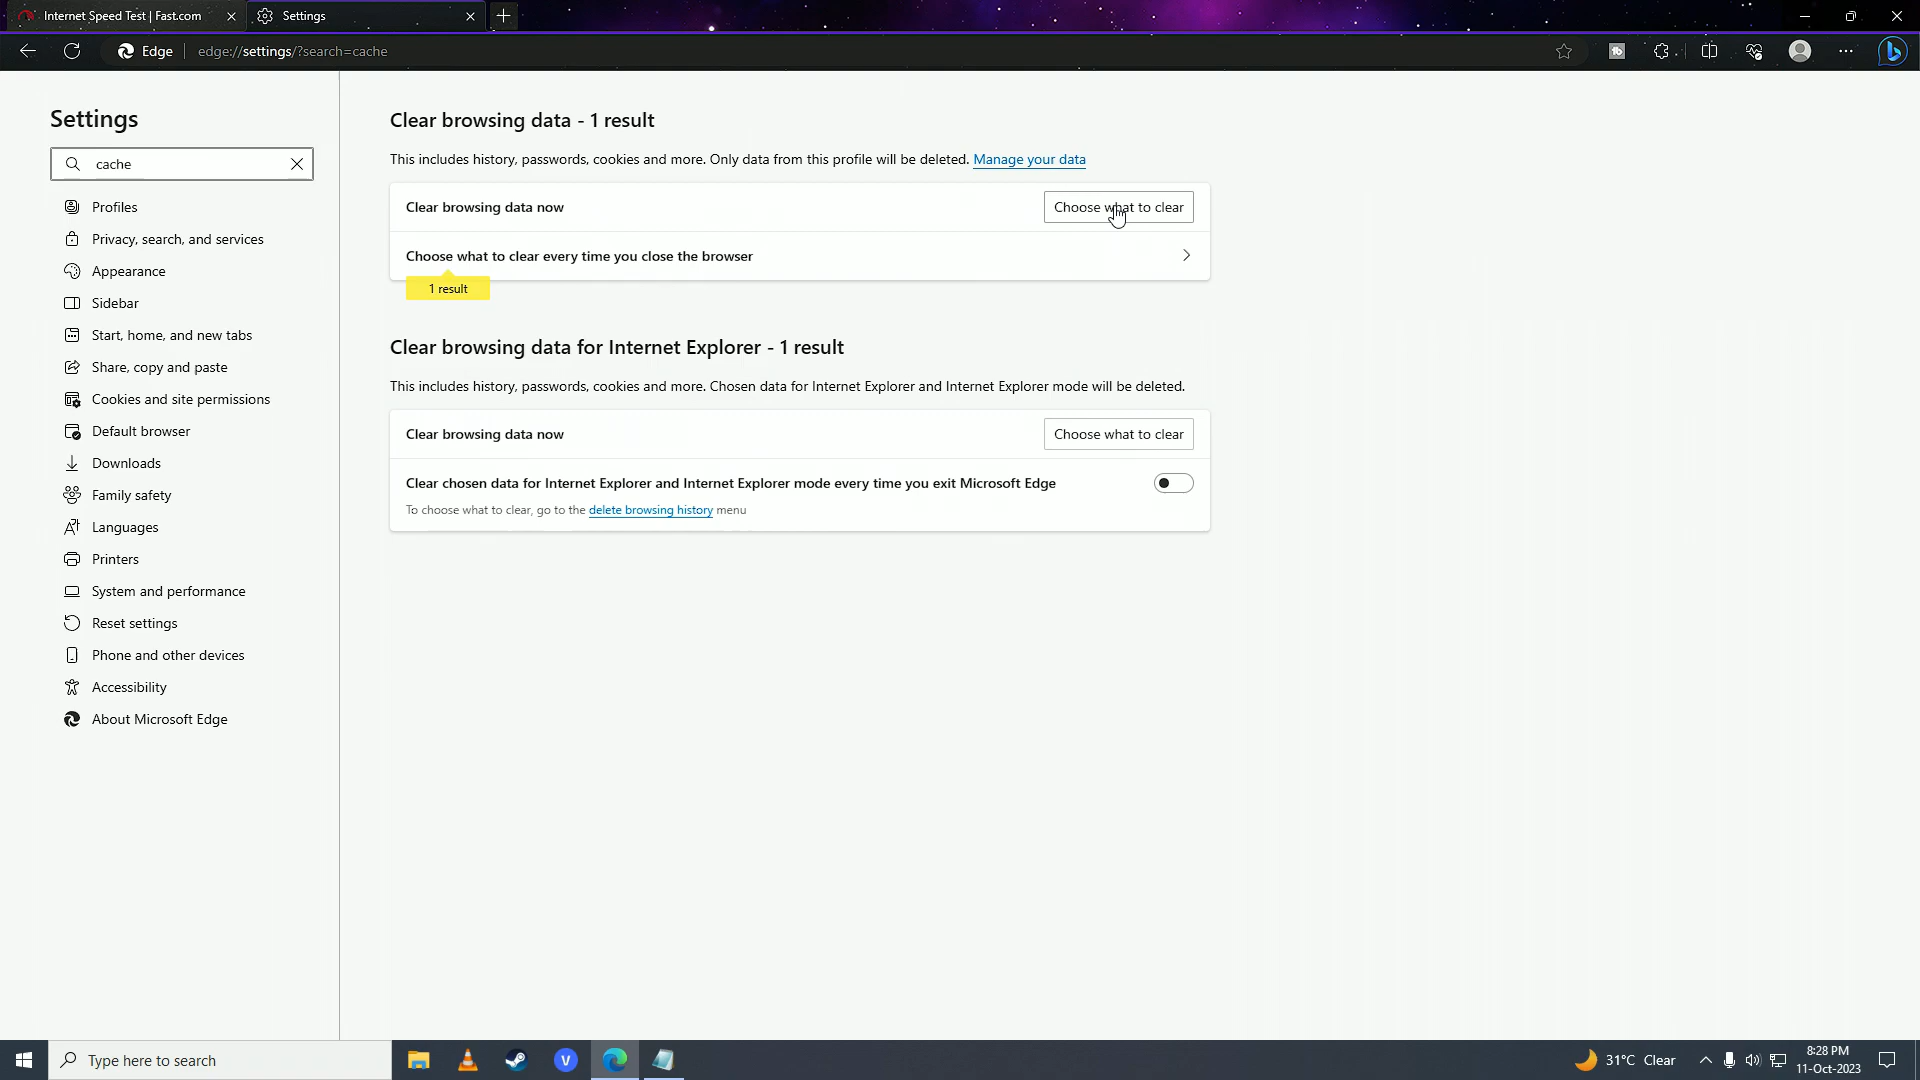 Internet Speed Test | Fast.com
Settings
Edge
edge://settings/?search=cache
Settings
cache
Profiles
Privacy, search, and services
Appearance
Sidebar
Start, home, and new tabs
Share, copy and paste
Cookies and site permissions
Default browser
Downloads
Family safety
Languages
Printers
System and performance
Reset settings
Phone and other devices
Accessibility
About Microsoft Edge
Clear browsing data - 1 result
This includes history, passwords, cookies and more. Only data from this profile will be deleted. Manage your data
Clear browsing data now
Choose what to clear
Choose what to clear every time you close the browser
1 result
Clear browsing data for Internet Explorer - 1 result
This includes history, passwords, cookies and more. Chosen data for Internet Explorer and Internet Explorer mode will be deleted.
Clear browsing data now
Choose what to clear
Clear chosen data for Internet Explorer and Internet Explorer mode every time you exit Microsoft Edge
To choose what to clear, go to the delete browsing history menu
Type here to search
V
31°C Clear
8:28 PM
11-Oct-2023